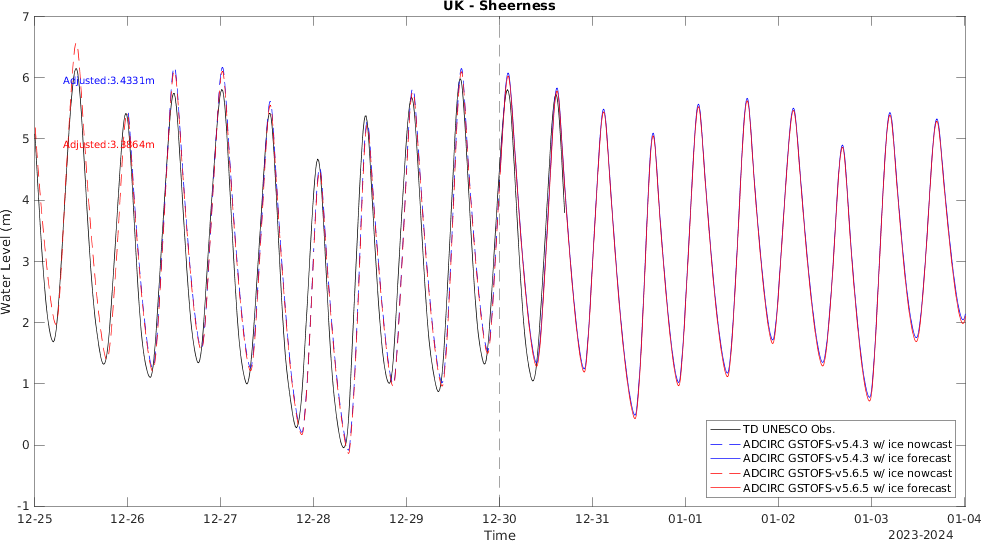 UK - Sheerness
7
6
5
4
3
2
1
0
-1
Water Level (m)
Adjusted:3.4331m
Adjusted:3.3864m
TD UNESCO Obs.
ADCIRC GSTOFS-v5.4.3 w/ ice nowcast
ADCIRC GSTOFS-v5.4.3 w/ ice forecast
ADCIRC GSTOFS-v5.6.5 w/ ice nowcast
ADCIRC GSTOFS-v5.6.5 w/ ice forecast
12-25 12-26 12-27 12-28 12-29 12-30 12-31 01-01 01-02 01-03 01-04
Time
2023-2024